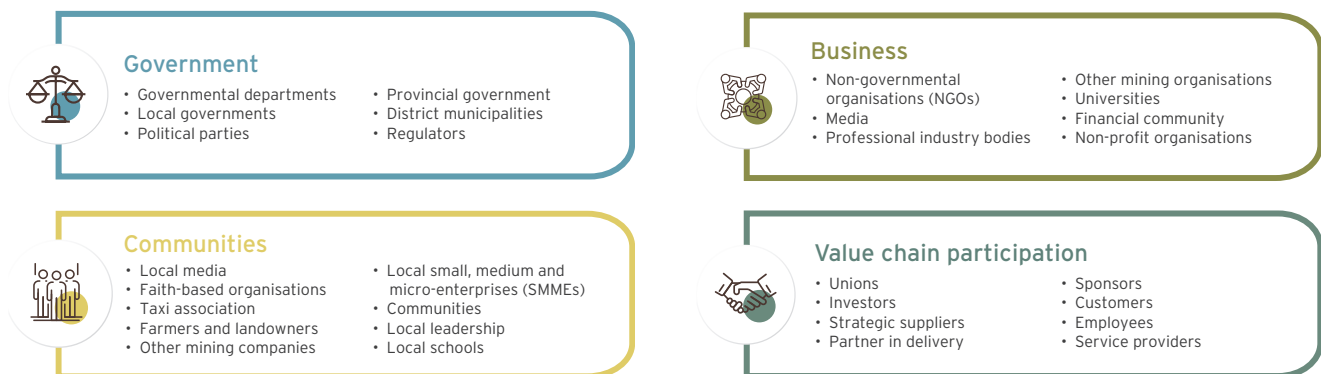 Government
• Governmental departments
• Local governments
• Political parties
• Provincial government
• District municipalities
• Regulators
Business
• Non-governmental
organisations (NGOs)
• Media
• Professional industry bodies
• Other mining organisations
• Universities
• Financial community
• Non-profit organisations
Communities
• Local media
• Faith-based organisations
• Taxi association
• Farmers and landowners
• Other mining companies
• Local small, medium and
micro-enterprises (SMMEs)
• Communities
• Local leadership
• Local schools
Value chain participation
• Unions
• Investors
• Strategic suppliers
• Partner in delivery
• Sponsors
• Customers
• Employees
• Service providers